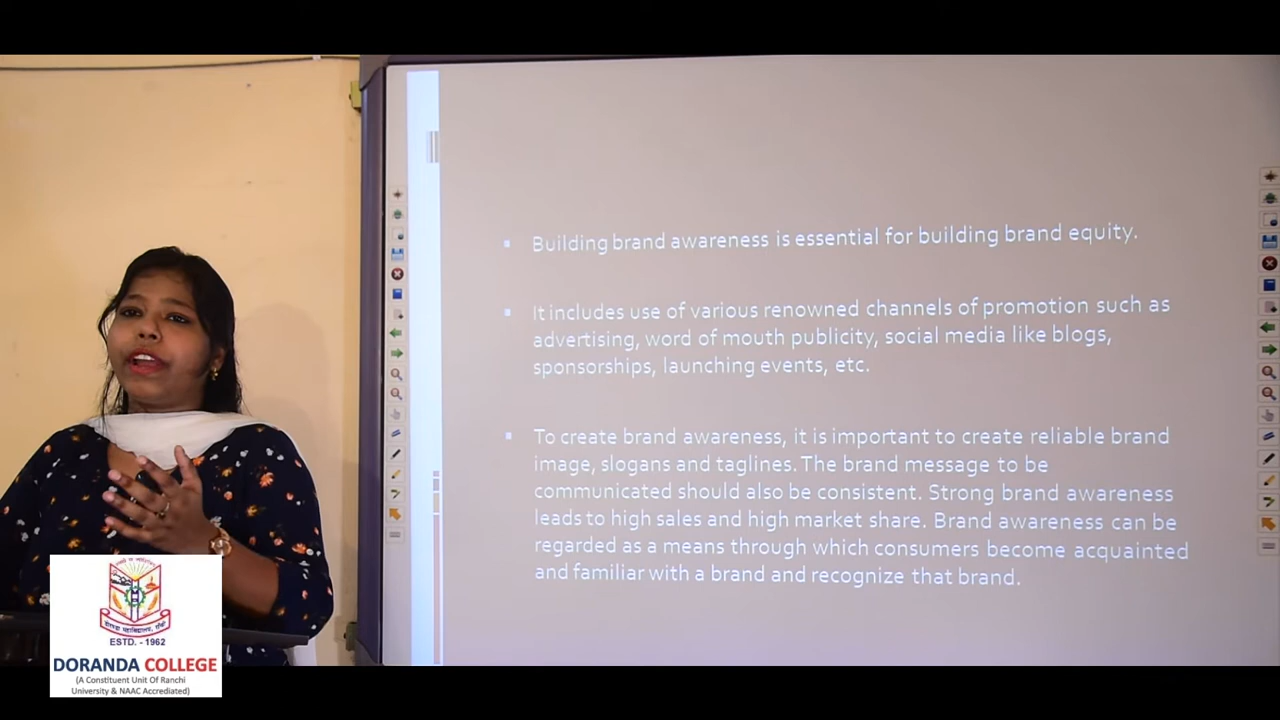 Building brand awareness is essential for building brand equity.
It includes use of various renowned channels of promotion such as
advertising, word of mouth publicity, social media like blogs,
sponsorships, launching events, etc.
To create brand awareness, it is important to create reliable brand
image, slogans and taglines. The brand message to be
communicated should also be consistent. Strong brand awareness
leads to high sales and high market share. Brand awareness can be
regarded as a means through which consumers become acquainted
and familiar with a brand and recognize that brand.
ESTD. - 1962
DORANDA COLLEGE
(A Constituent Unit Of Ranchi
University & NAAC Accredited)